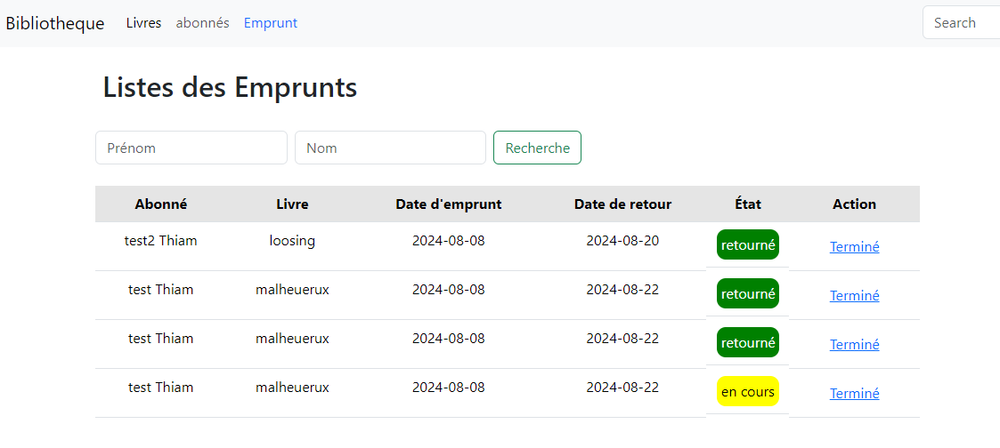 Bibliotheque Livres abonnés Emprunt Search
Listes des Emprunts
Prénom Nom Recherche
Abonné Livre Date d'emprunt Date de retour État Action
test2 Thiam loosing 2024-08-08 2024-08-20 retourné Terminé
test Thiam malheuerux 2024-08-08 2024-08-22 retourné Terminé
test Thiam malheuerux 2024-08-08 2024-08-22 retourné Terminé
test Thiam malheuerux 2024-08-08 2024-08-22 en cours Terminé